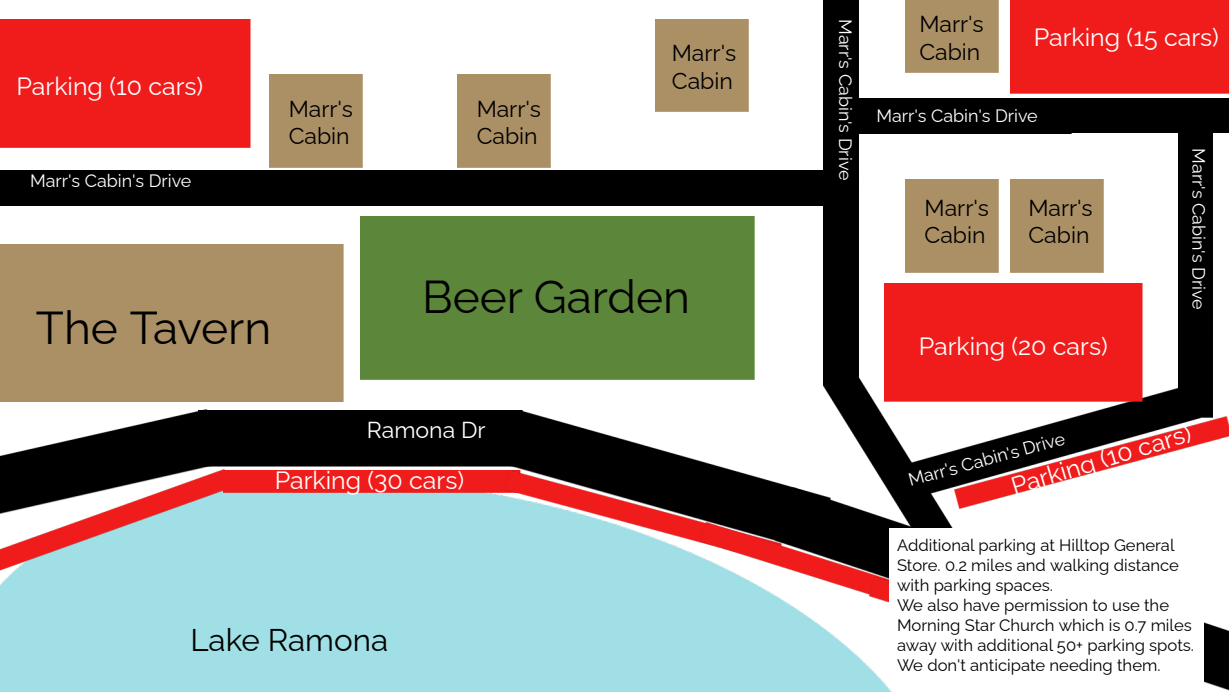 Parking (10 cars)
Marr's
Cabin
Marr's
Cabin
Marr's
Cabin
Marr's Cabin's Drive
Marr's
Cabin
Parking (15 cars)
Marr's Cabin's Drive
Marr's Cabin's Drive
Marr's Cabin's Drive
Marr's
Cabin
Marr's
Cabin
The Tavern
Beer Garden
Parking (20 cars)
Ramona Dr
Marr's Cabin's Drive
Parking (10 cars)
Parking (30 cars)
Lake Ramona
Additional parking at Hilltop General
Store. 0.2 miles and walking distance
with parking spaces.
We also have permission to use the
Morning Star Church which is 0.7 miles
away with additional 50+ parking spots.
We don't anticipate needing them.